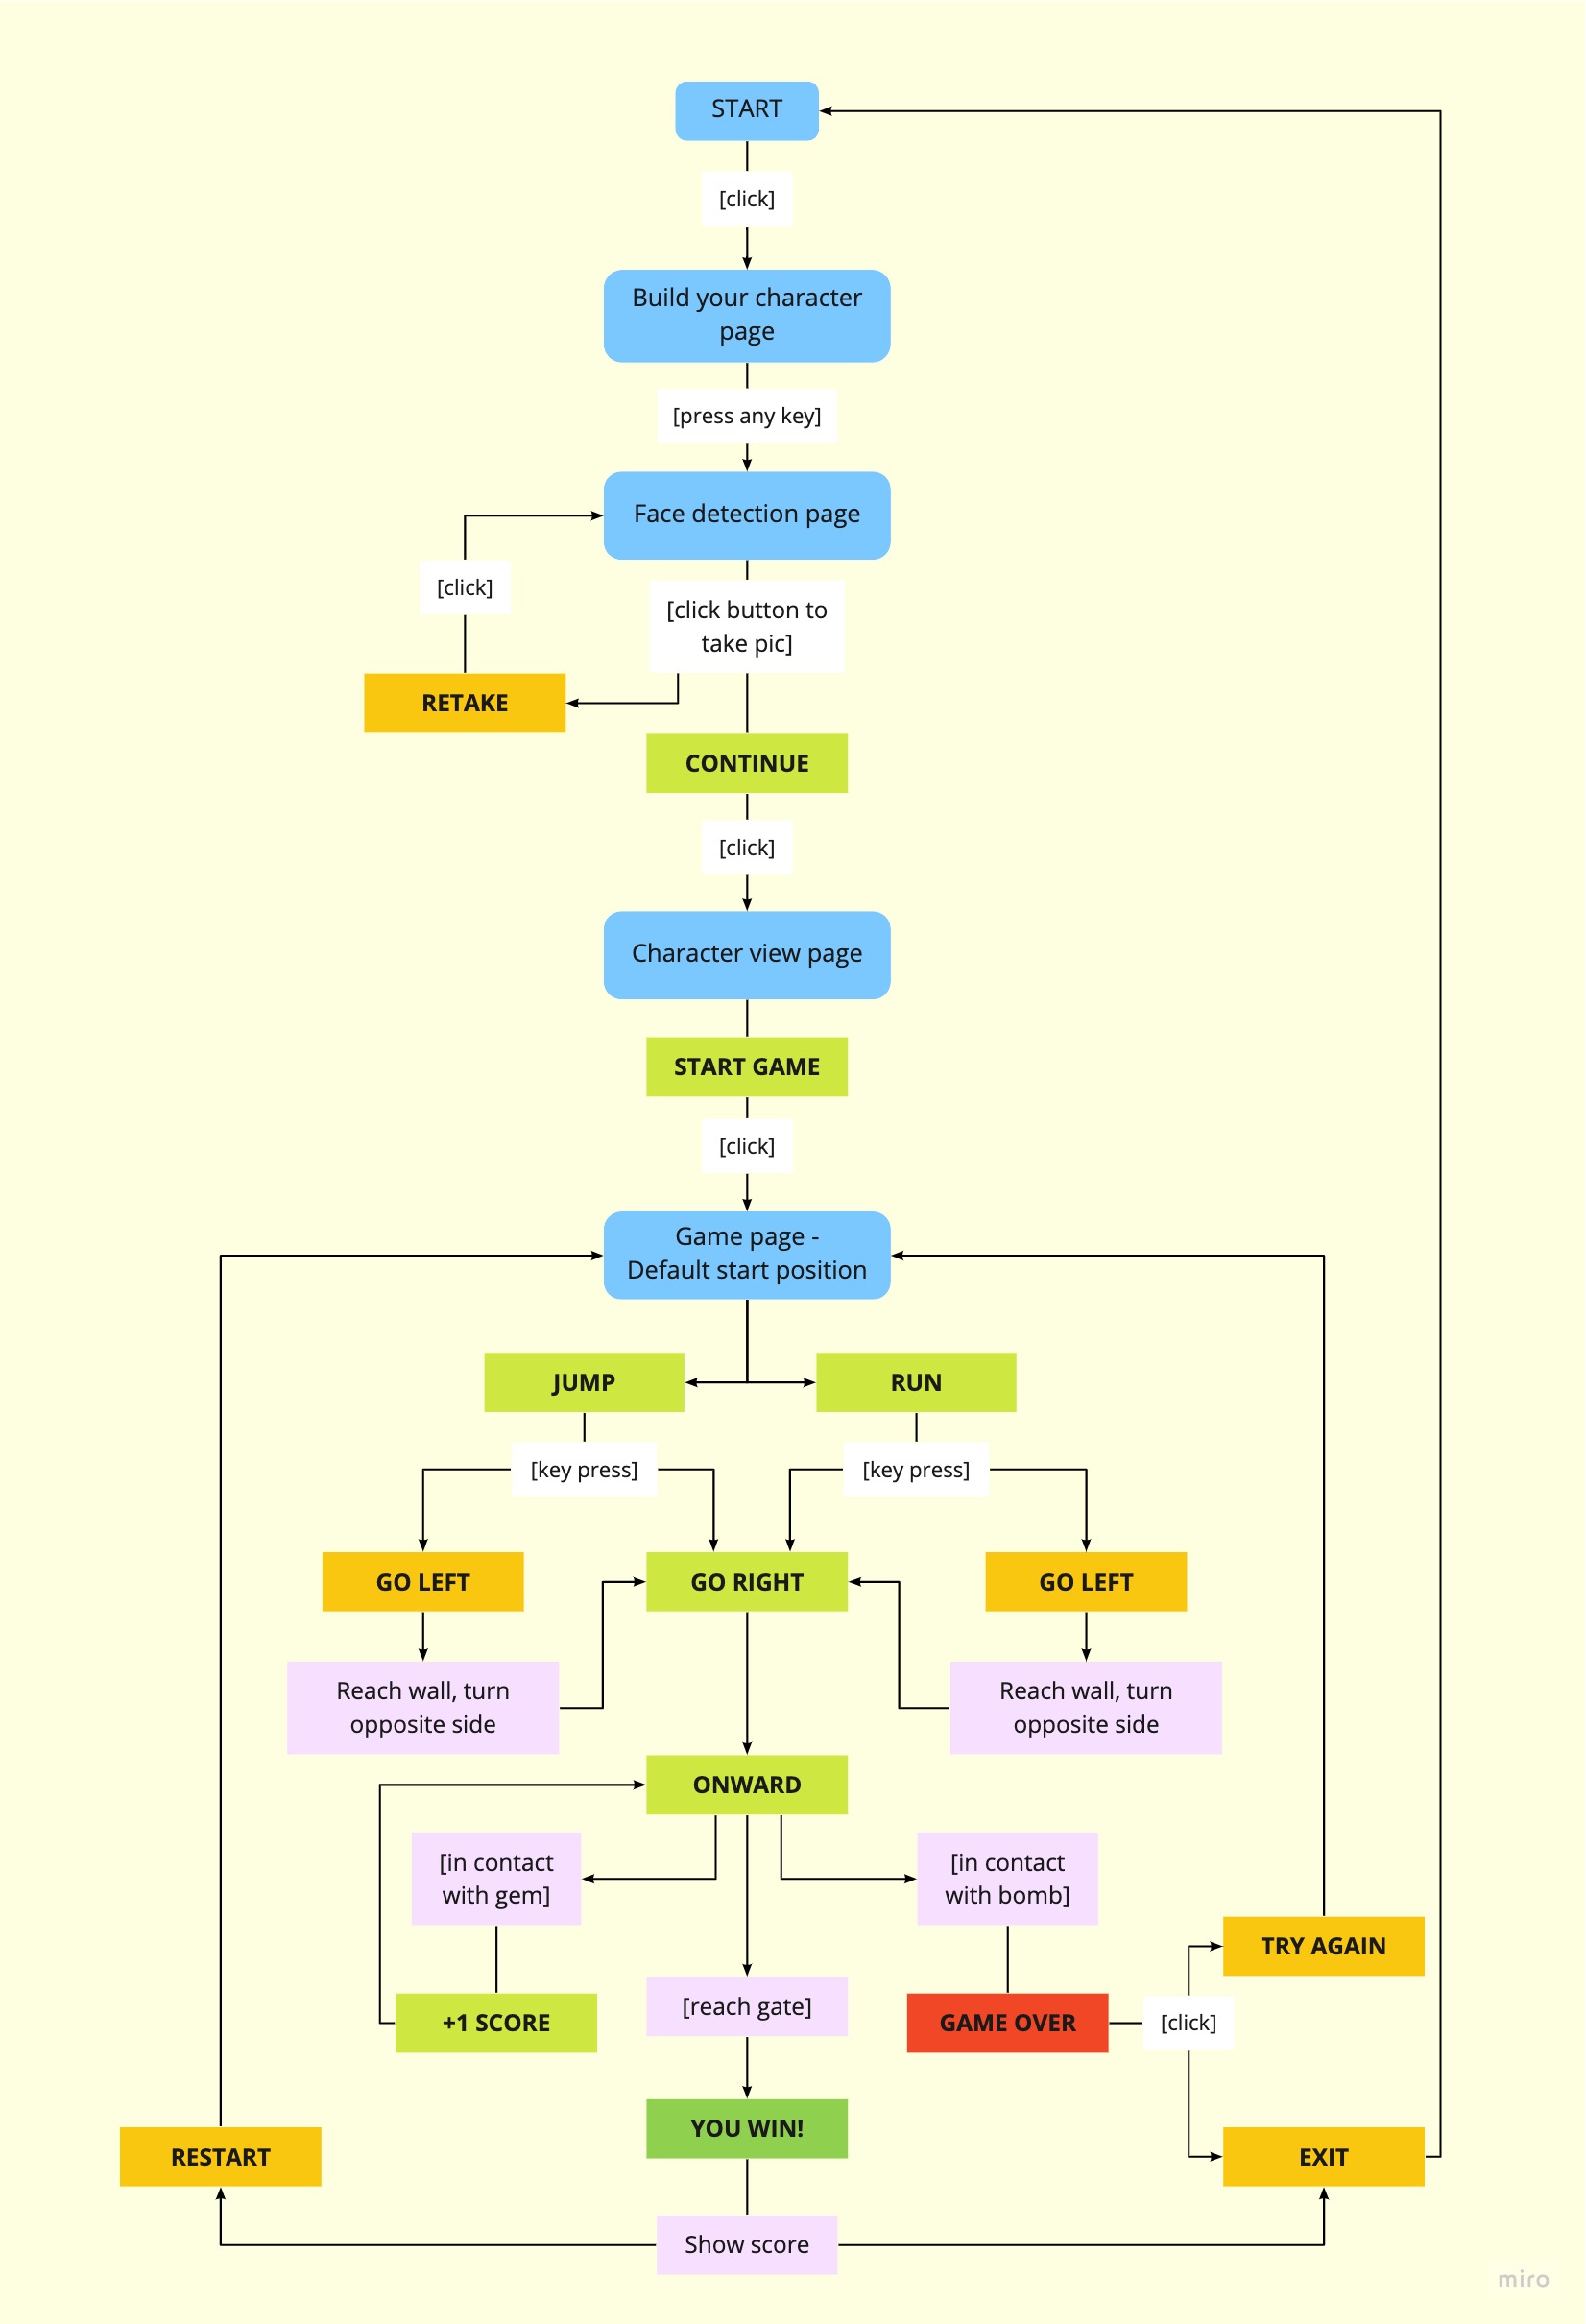 START
[click]
Build your character
page
[press any key]
Face detection page
[click]
[click button to
take pic]
RETAKE
CONTINUE
[click]
Character view page
START GAME
[click]
Game page -
Default start position
JUMP
RUN
[key press]
[key press]
GO LEFT
GO RIGHT
GO LEFT
Reach wall, turn
opposite side
Reach wall, turn
opposite side
ONWARD
[in contact
with gem]
[in contact
with bomb]
TRY AGAIN
+1 SCORE
[reach gate]
GAME OVER
[click]
YOU WIN!
RESTART
EXIT
Show score
miro